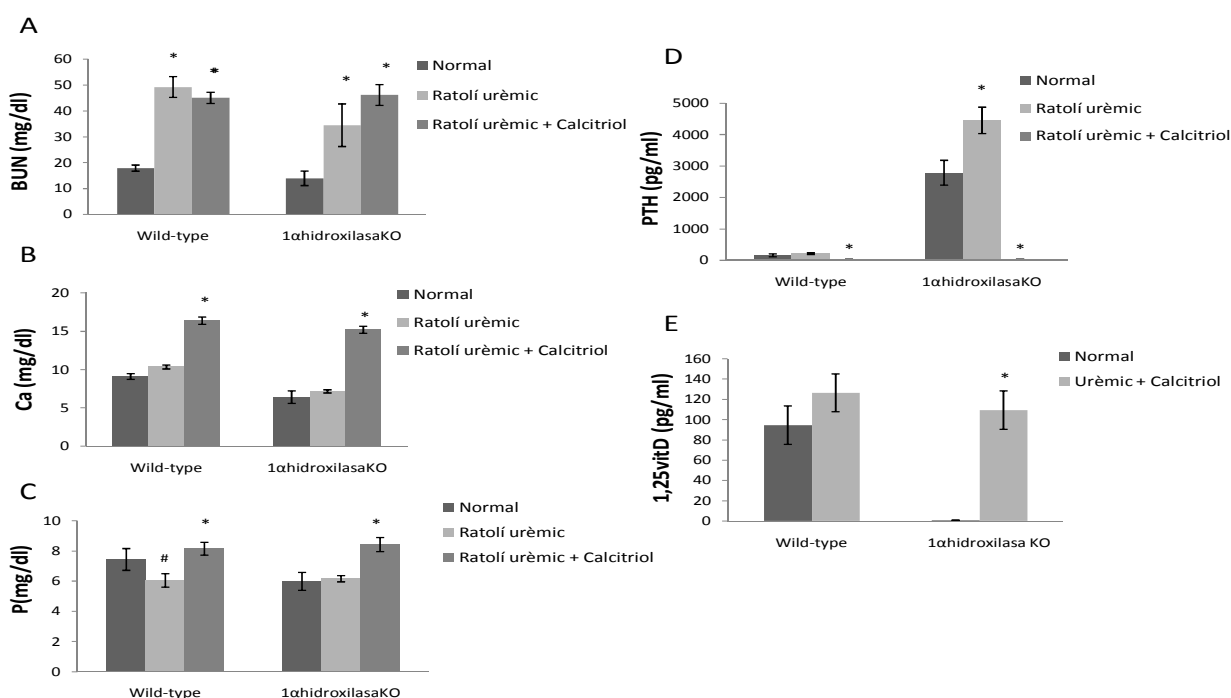 A
BUN (mg/dl)
60
50
40
30
20
10
0
*
*
*
*
Wild-type
1αhidroxilasaKO
Normal
Ratolí urèmic
Ratolí urèmic + Calcitriol
B
Ca (mg/dl)
20
15
10
5
0
*
*
Wild-type
1αhidroxilasaKO
Normal
Ratolí urèmic
Ratolí urèmic + Calcitriol
C
P(mg/dl)
10
8
6
4
2
0
#
*
*
Wild-type
1αhidroxilasaKO
Normal
Ratolí urèmic
Ratolí urèmic + Calcitriol
D
PTH (pg/ml)
5000
4000
3000
2000
1000
0
*
*
*
Wild-type
1αhidroxilasaKO
Normal
Ratolí urèmic
Ratolí urèmic + Calcitriol
E
1,25vitD (pg/ml)
160
140
120
100
80
60
40
20
0
*
Wild-type
1αhidroxilasa KO
Normal
Urèmic + Calcitriol